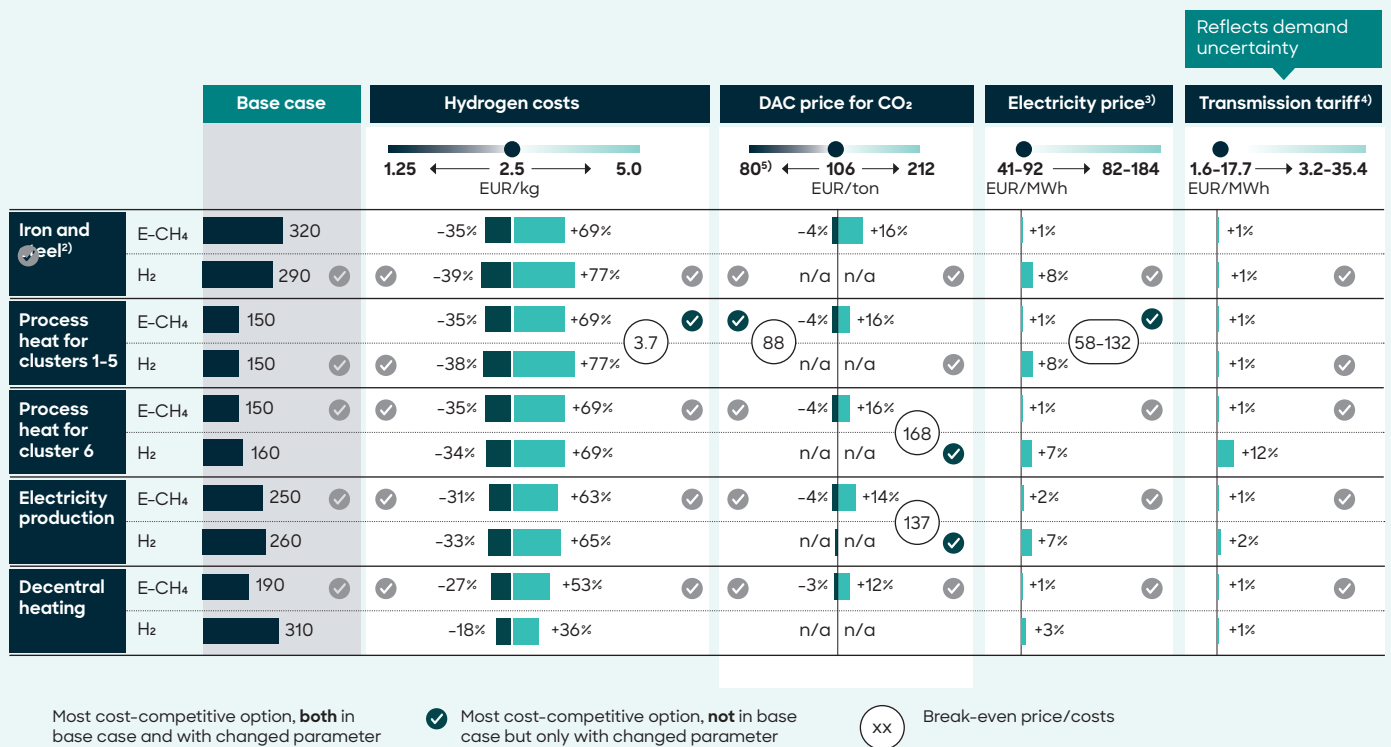 Reflects demand
uncertainty
Base case
Hydrogen costs
DAC price for CO₂
Electricity price³⁾
Transmission tariff⁴⁾
1.25 2.5 5.0
EUR/kg
80⁵⁾ 106 212
EUR/ton
41-92 82-184
EUR/MWh
1.6-17.7 3.2-35.4
EUR/MWh
Iron and
steel²⁾
E-CH₄ 320 -35% +69% -4% +16% +1% +1%
H₂ 290 -39% +77% n/a n/a +8% +1%
Process
heat for
clusters 1-5
E-CH₄ 150 -35% +69% -4% +16% +1% +1%
3.7 88 58-132
H₂ 150 -38% +77% n/a n/a +8% +1%
Process
heat for
cluster 6
E-CH₄ 150 -35% +69% -4% +16% +1% +1%
168
H₂ 160 -34% +69% n/a n/a +7% +12%
Electricity
production
E-CH₄ 250 -31% +63% -4% +14% +2% +1%
137
H₂ 260 -33% +65% n/a n/a +7% +2%
Decentral
heating
E-CH₄ 190 -27% +53% -3% +12% +1% +1%
H₂ 310 -18% +36% n/a n/a +3% +1%
Most cost-competitive option, both in
base case and with changed parameter
Most cost-competitive option, not in base
case but only with changed parameter
xx
Break-even price/costs